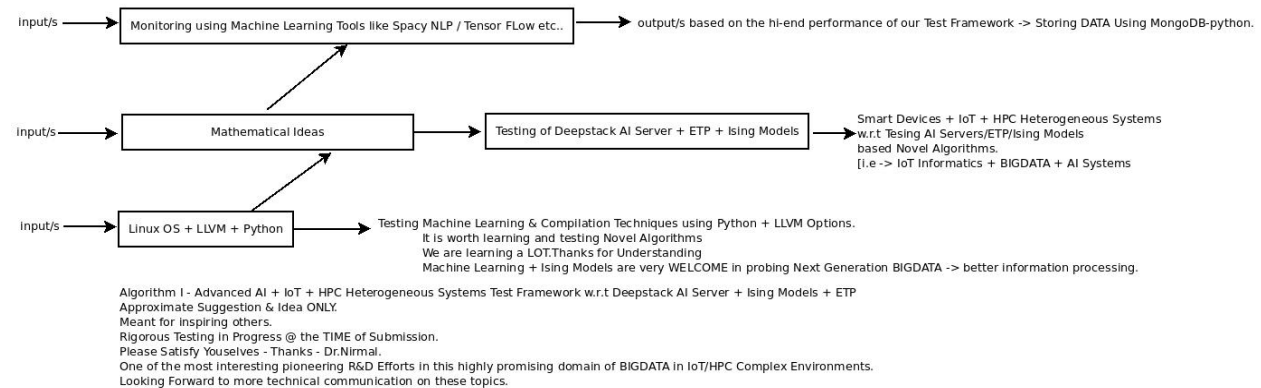 input/s
Monitoring using Machine Learning Tools like Spacy NLP / Tensor FLow etc..
output/s based on the hi-end performance of our Test Framework -> Storing DATA Using MongoDB-python.
input/s
Mathematical Ideas
Testing of Deepstack AI Server + ETP + Ising Models
Smart Devices + IoT + HPC Heterogeneous Systems
w.r.t Tesing AI Servers/ETP/Ising Models
based Novel Algorithms.
[i.e -> IoT Informatics + BIGDATA + AI Systems
input/s
Linux OS + LLVM + Python
Testing Machine Learning & Compilation Techniques using Python + LLVM Options.
It is worth learning and testing Novel Algorithms
We are learning a LOT.Thanks for Understanding
Machine Learning + Ising Models are very WELCOME in probing Next Generation BIGDATA -> better information processing.
Algorithm I - Advanced AI + IoT + HPC Heterogeneous Systems Test Framework w.r.t Deepstack AI Server + Ising Models + ETP
Approximate Suggestion & Idea ONLY.
Meant for inspiring others.
Rigorous Testing in Progress @ the TIME of Submission.
Please Satisfy Youselves - Thanks - Dr.Nirmal.
One of the most interesting pioneering R&D Efforts in this highly promising domain of BIGDATA in IoT/HPC Complex Environments.
Looking Forward to more technical communication on these topics.